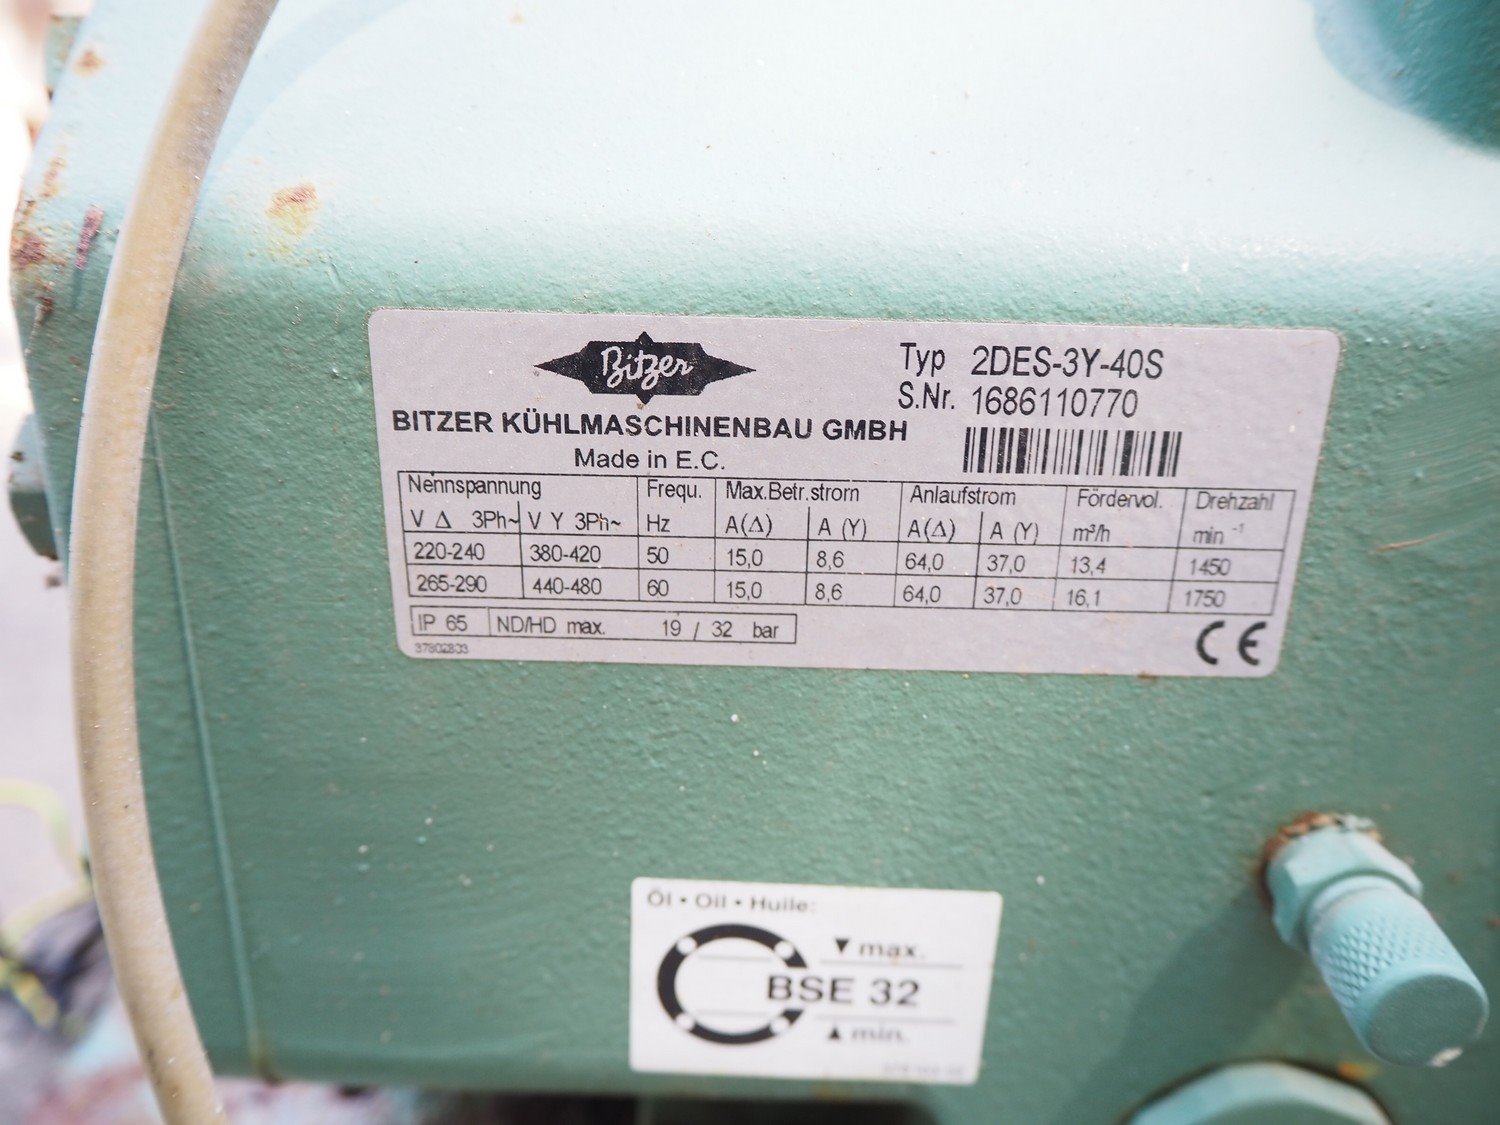 Bitzer
Typ 2DES-3Y-40S
S.Nr. 1686110770
BITZER KÜHLMASCHINENBAU GMBH
Made in E.C.
Nennspannung Frequ. Max.Betr.strom Anlaufstrom Fördervol. Drehzahl
V Δ 3Ph~ V Y 3Ph~ Hz A(Δ) A (Y) A(Δ) A (Y) m³/h min -1
220-240 380-420 50 15,0 8,6 64,0 37,0 13,4 1450
265-290 440-480 60 15,0 8,6 64,0 37,0 16,1 1750
IP 65 ND/HD max. 19 / 32 bar
37802803
CE
Öl • Oil • Huile:
▼ max.
BSE 32
▲ min.